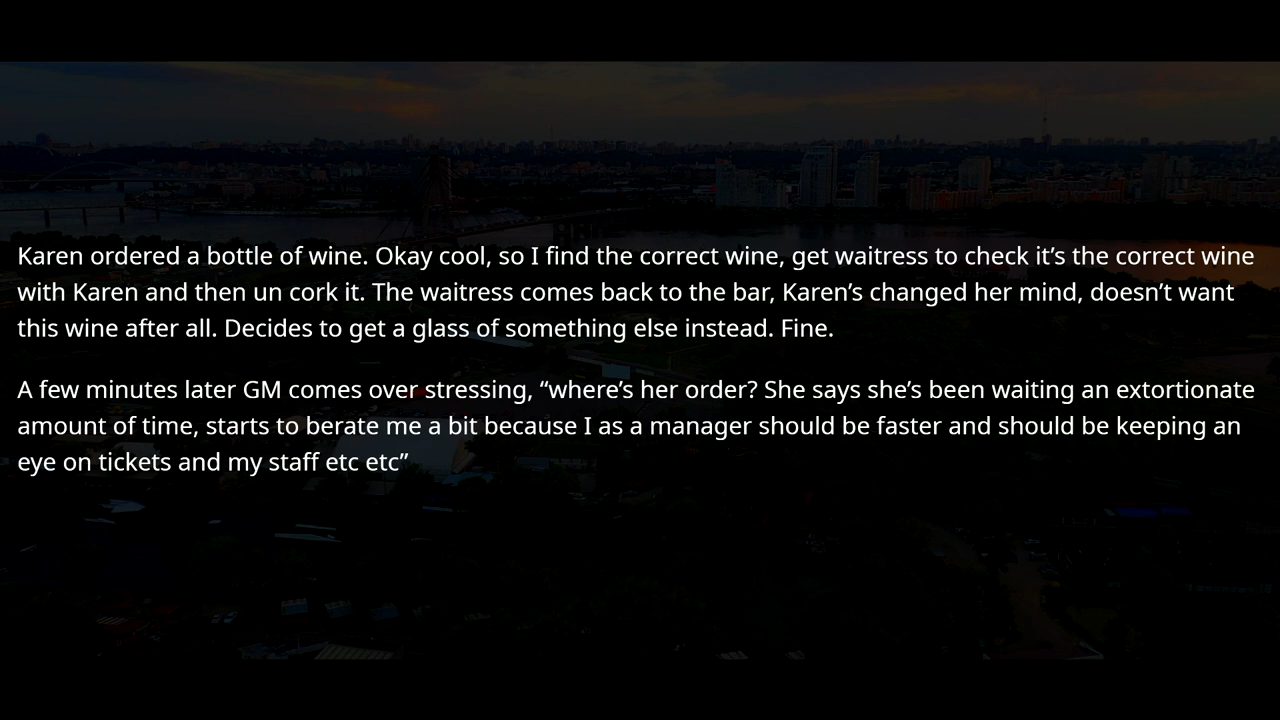 Karen ordered a bottle of wine. Okay cool, so I find the correct wine, get waitress to check it’s the correct wine
with Karen and then un cork it. The waitress comes back to the bar, Karen’s changed her mind, doesn’t want
this wine after all. Decides to get a glass of something else instead. Fine.
A few minutes later GM comes over stressing, “where’s her order? She says she’s been waiting an extortionate
amount of time, starts to berate me a bit because I as a manager should be faster and should be keeping an
eye on tickets and my staff etc etc”